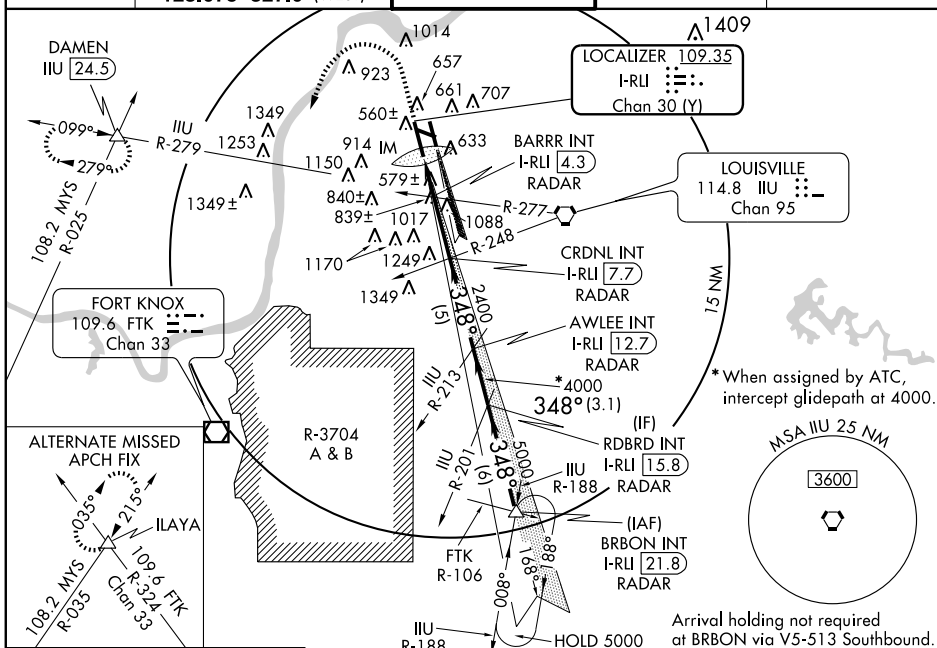 1014
1409
DAMEN
IIU 24.5
923
657
LOCALIZER 109.35
I-RLI
Chan 30 (Y)
661
707
560±
1349
1253
099°
279°
IIU
R-279
914
IM
633
1150
BARRR INT
I-RLI 4.3
RADAR
LOUISVILLE
114.8 IIU
Chan 95
579±
1349±
840±
839±
R-277
1017
1088
R-248
108.2 MYS
R-025
1170
1249
1349
CRDNL INT
I-RLI 7.7
RADAR
15 NM
FORT KNOX
109.6 FTK
Chan 33
348°
(5)
2400
AWLEE INT
I-RLI 12.7
RADAR
IIU
R-213
*4000
348° (3.1)
* When assigned by ATC,
intercept glidepath at 4000.
R-3704
A & B
(IF)
RDBRD INT
I-RLI 15.8
RADAR
MSA IIU 25 NM
3600
ALTERNATE MISSED
APCH FIX
035°
215°
ILAYA
108.2 MYS
R-035
109.6 FTK
R-324
Chan 33
IIU
R-201
(6)
348°
5000
IIU
R-188
FTK
R-106
(IAF)
BRBON INT
I-RLI 21.8
RADAR
008°
168°
188°
IIU
R-188
HOLD 5000
Arrival holding not required
at BRBON via V5-513 Southbound.